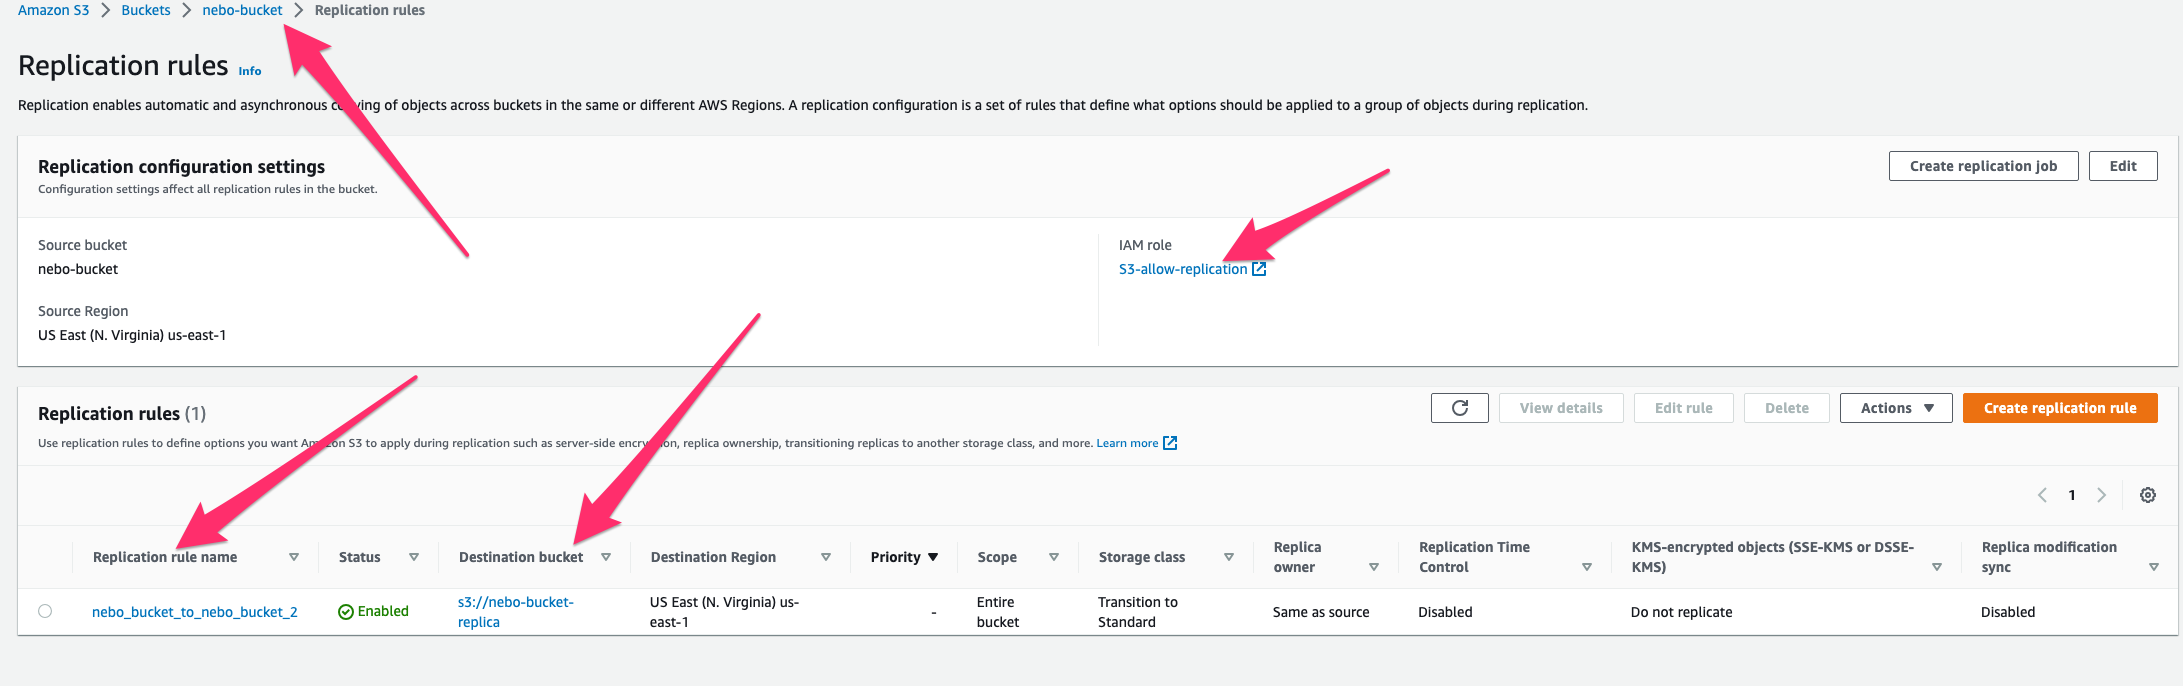 Amazon S3 > Buckets > nebo-bucket > Replication rules
Replication rules Info
Replication enables automatic and asynchronous copying of objects across buckets in the same or different AWS Regions. A replication configuration is a set of rules that define what options should be applied to a group of objects during replication.
Replication configuration settings
Configuration settings affect all replication rules in the bucket.
Create replication job
Edit
Source bucket
nebo-bucket
Source Region
US East (N. Virginia) us-east-1
IAM role
S3-allow-replication
Replication rules (1)
Use replication rules to define options you want Amazon S3 to apply during replication such as server-side encryption, replica ownership, transitioning replicas to another storage class, and more. Learn more
View details
Edit rule
Delete
Actions
Create replication rule
1
Replication rule name
Status
Destination bucket
Destination Region
Priority
Scope
Storage class
Replica
owner
Replication Time
Control
KMS-encrypted objects (SSE-KMS or DSSE-
KMS)
Replica modification
sync
nebo_bucket_to_nebo_bucket_2
Enabled
s3://nebo-bucket-
replica
US East (N. Virginia) us-
east-1
-
Entire
bucket
Transition to
Standard
Same as source
Disabled
Do not replicate
Disabled